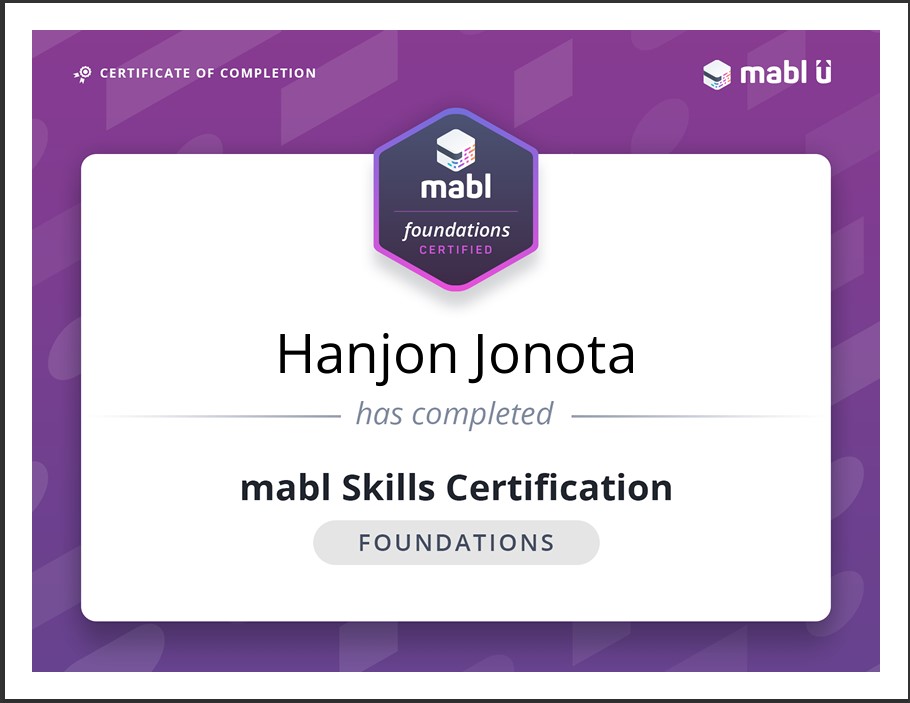 CERTIFICATE OF COMPLETION
mabl Ü
mabl
foundations
CERTIFIED
Hanjon Jonota
has completed
mabl Skills Certification
FOUNDATIONS